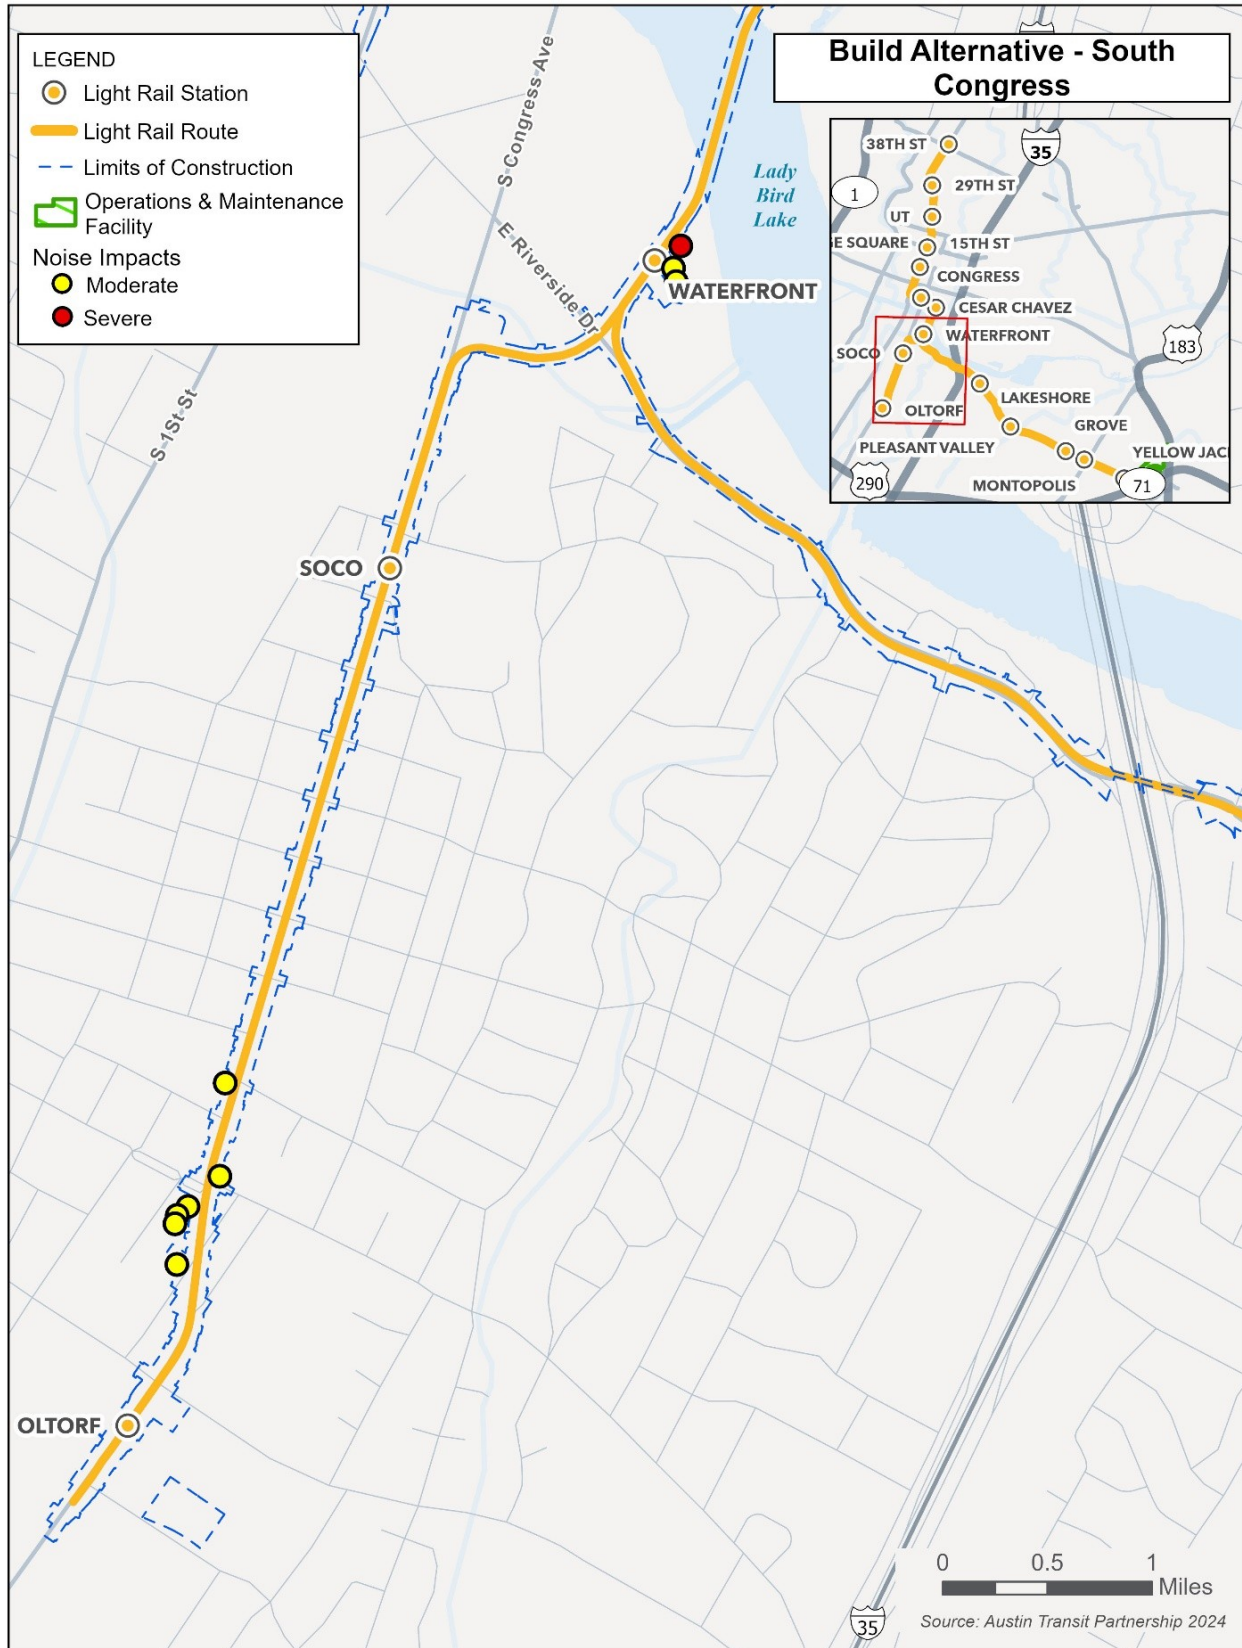 LEGEND
Light Rail Station
Light Rail Route
Limits of Construction
Operations & Maintenance
Facility
Noise Impacts
Moderate
Severe
Build Alternative - South
Congress
38TH ST
35
1
29TH ST
UT
GE SQUARE
15TH ST
CONGRESS
CESAR CHAVEZ
WATERFRONT
SOCO
183
LAKESHORE
OLTORF
GROVE
PLEASANT VALLEY
YELLOW JAC
290
MONTOPOLIS
71
S Congress Ave
Lady
Bird
Lake
E Riverside Dr
WATERFRONT
S 1St St
SOCO
OLTORF
0 0.5 1
Miles
35
Source: Austin Transit Partnership 2024